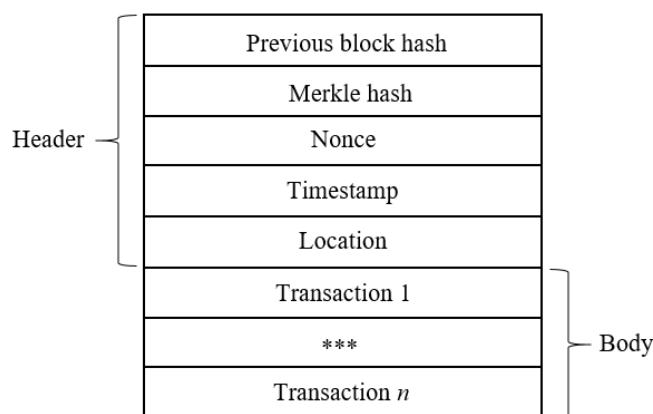 Previous block hash
Merkle hash
Header
Nonce
Timestamp
Location
Transaction 1
***
Body
Transaction n